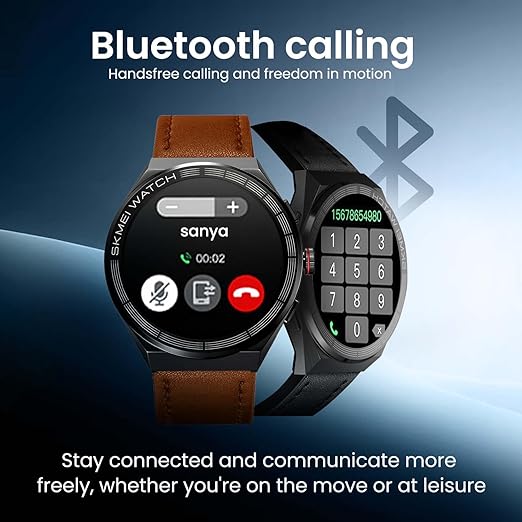 Bluetooth calling
Handsfree calling and freedom in motion
SKMEI WATCH
- +
sanya
00:02
15678654980
1 2 3
4 5 6
7 8 9
0 X
Stay connected and communicate more
freely, whether you're on the move or at leisure